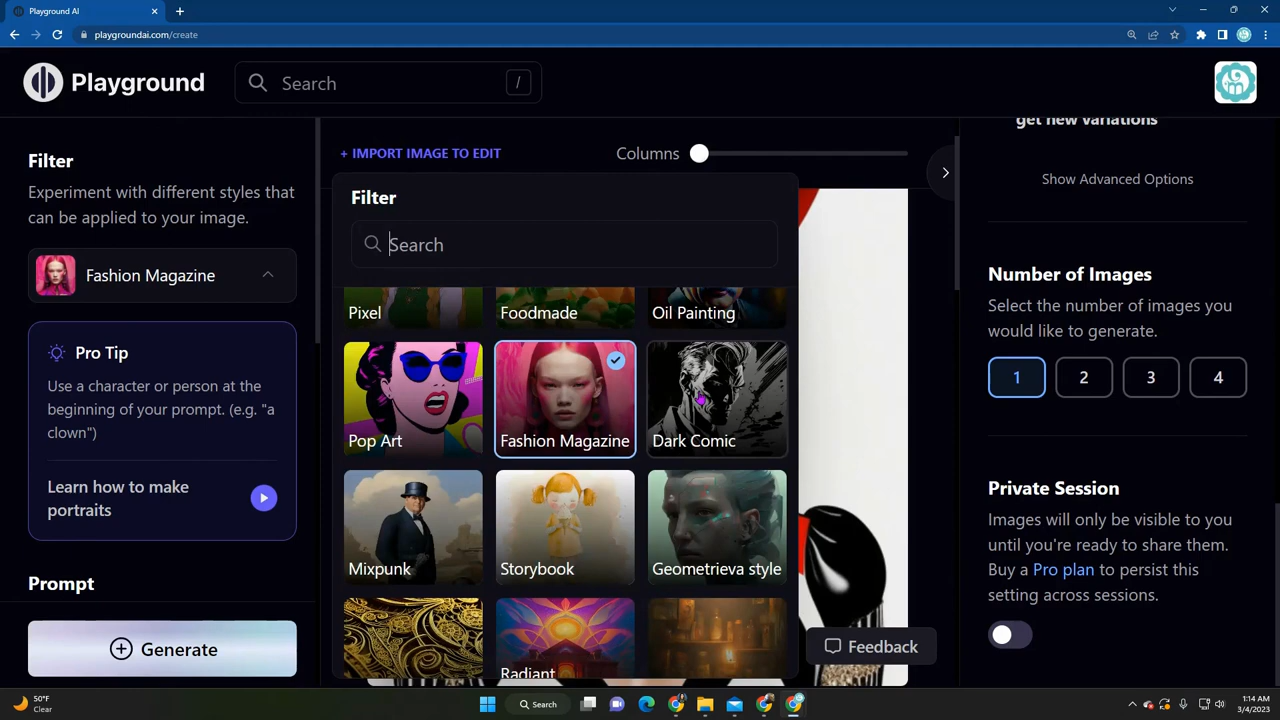 Playground AI
playgroundai.com/create
Playground
Search
/
Filter
Experiment with different styles that
can be applied to your image.
Fashion Magazine
Pro Tip
Use a character or person at the
beginning of your prompt. (e.g. "a
clown")
Learn how to make
portraits
Prompt
Generate
+ IMPORT IMAGE TO EDIT
Columns
Filter
Search
Pixel
Foodmade
Oil Painting
Pop Art
Fashion Magazine
Dark Comic
Mixpunk
Storybook
Geometrieva style
Radiant
Feedback
get new variations
Show Advanced Options
Number of Images
Select the number of images you
would like to generate.
1
2
3
4
Private Session
Images will only be visible to you
until you're ready to share them.
Buy a Pro plan to persist this
setting across sessions.
50°F
Clear
Search
1:14 AM
3/4/2023